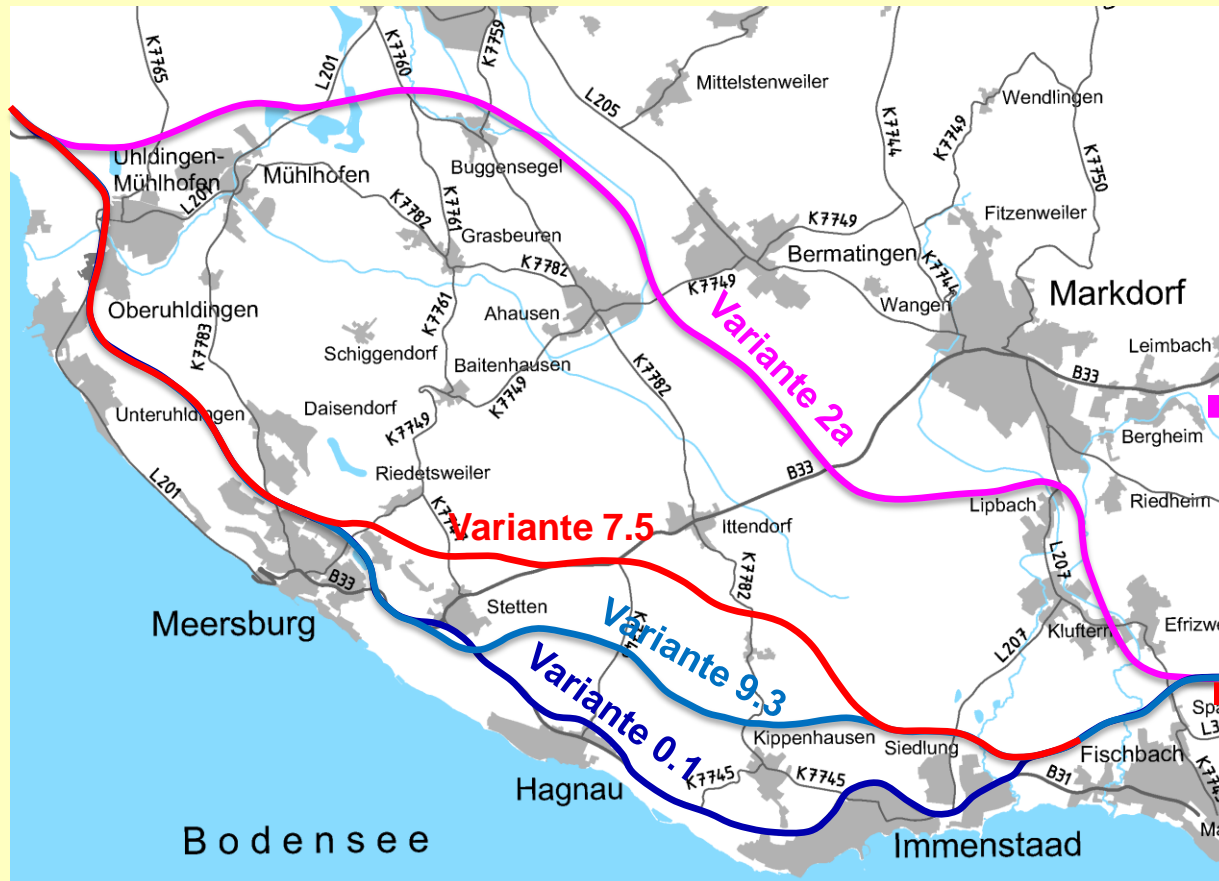 K7765
L201
K7760
K7759
L205
Mittelstenweiler
Wendlingen
K7744
K7749
K7750
Uhldingen-
Mühlhofen
L201
Mühlhofen
Buggensegel
K7782
K7761
Grasbeuren
K7782
K7749
Fitzenweiler
Bermatingen
K7744
K7749
Wangen
Markdorf
Oberuhldingen
K7783
K7761
Ahausen
Schiggendorf
Baitenhausen
K7749
K7782
Variante 2a
Leimbach
B33
Unteruhldingen
Daisendorf
K7749
Bergheim
L201
Riedetsweiler
B33
Riedheim
Lipbach
Variante 7.5
Ittendorf
L207
B33
Stetten
K7782
Meersburg
Variante 9.3
L207
Kluftern
Variante 0.1
Kippenhausen
Siedlung
Fischbach
K7745
K7745
B31
Hagnau
Bodensee
Immenstaad